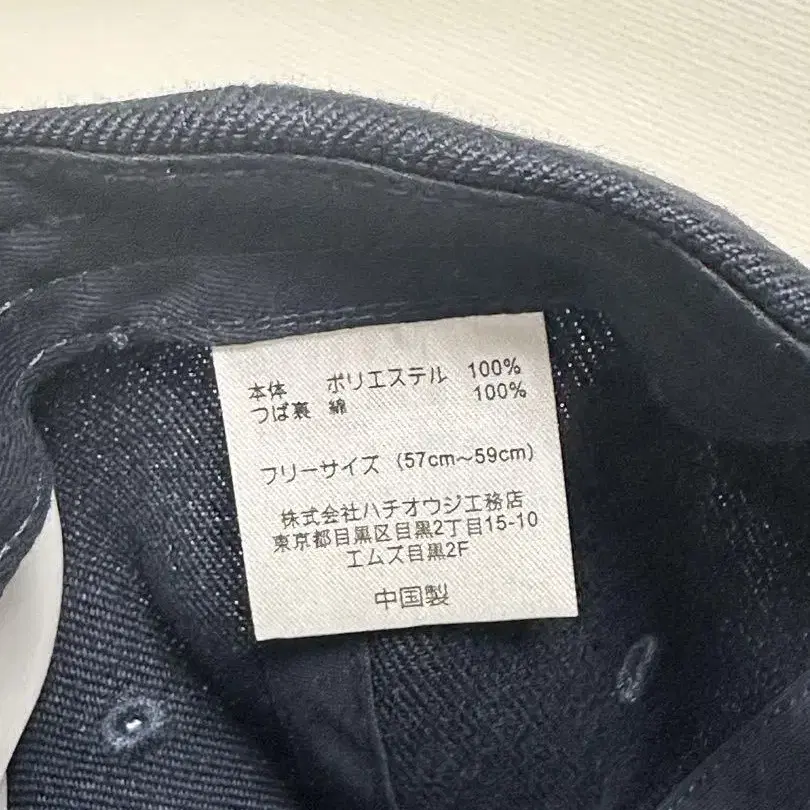 本体　ポリエステル 100%
つば裏 綿 100%
フリーサイズ (57cm～59cm)
株式会社ハチオウジ工務店
東京都目黒区目黒2丁目15-10
エムズ目黒2F
中国製